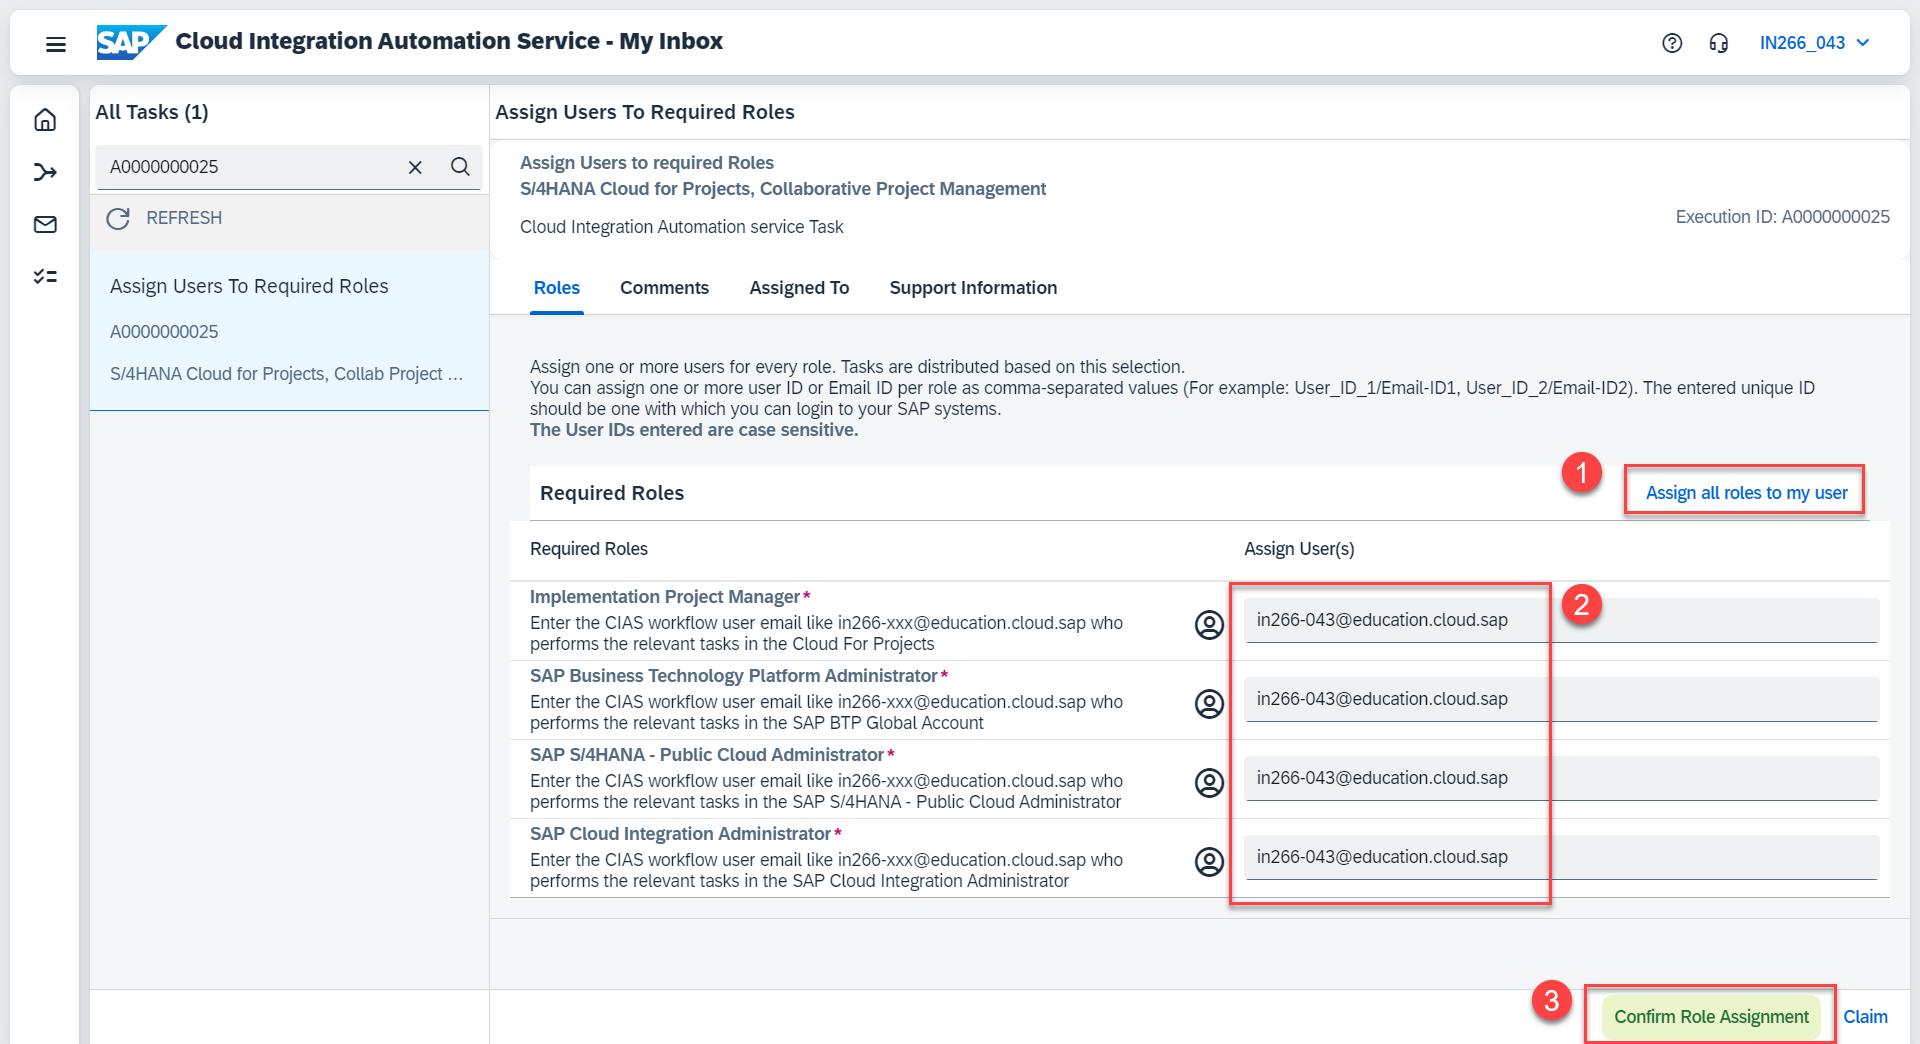 SAP Cloud Integration Automation Service - My Inbox
IN266_043
All Tasks (1)
A0000000025
REFRESH
Assign Users To Required Roles
A0000000025
S/4HANA Cloud for Projects, Collab Project ...
Assign Users To Required Roles
Assign Users to required Roles
S/4HANA Cloud for Projects, Collaborative Project Management
Cloud Integration Automation service Task
Execution ID: A0000000025
Roles Comments Assigned To Support Information
Assign one or more users for every role. Tasks are distributed based on this selection.
You can assign one or more user ID or Email ID per role as comma-separated values (For example: User_ID_1/Email-ID1, User_ID_2/Email-ID2). The entered unique ID
should be one with which you can login to your SAP systems.
The User IDs entered are case sensitive.
Required Roles
1
Assign all roles to my user
Required Roles Assign User(s)
Implementation Project Manager*
Enter the CIAS workflow user email like in266-xxx@education.cloud.sap who
performs the relevant tasks in the Cloud For Projects
in266-043@education.cloud.sap
2
SAP Business Technology Platform Administrator*
Enter the CIAS workflow user email like in266-xxx@education.cloud.sap who
performs the relevant tasks in the SAP BTP Global Account
in266-043@education.cloud.sap
SAP S/4HANA - Public Cloud Administrator*
Enter the CIAS workflow user email like in266-xxx@education.cloud.sap who
performs the relevant tasks in the SAP S/4HANA - Public Cloud Administrator
in266-043@education.cloud.sap
SAP Cloud Integration Administrator*
Enter the CIAS workflow user email like in266-xxx@education.cloud.sap who
performs the relevant tasks in the SAP Cloud Integration Administrator
in266-043@education.cloud.sap
3
Confirm Role Assignment
Claim